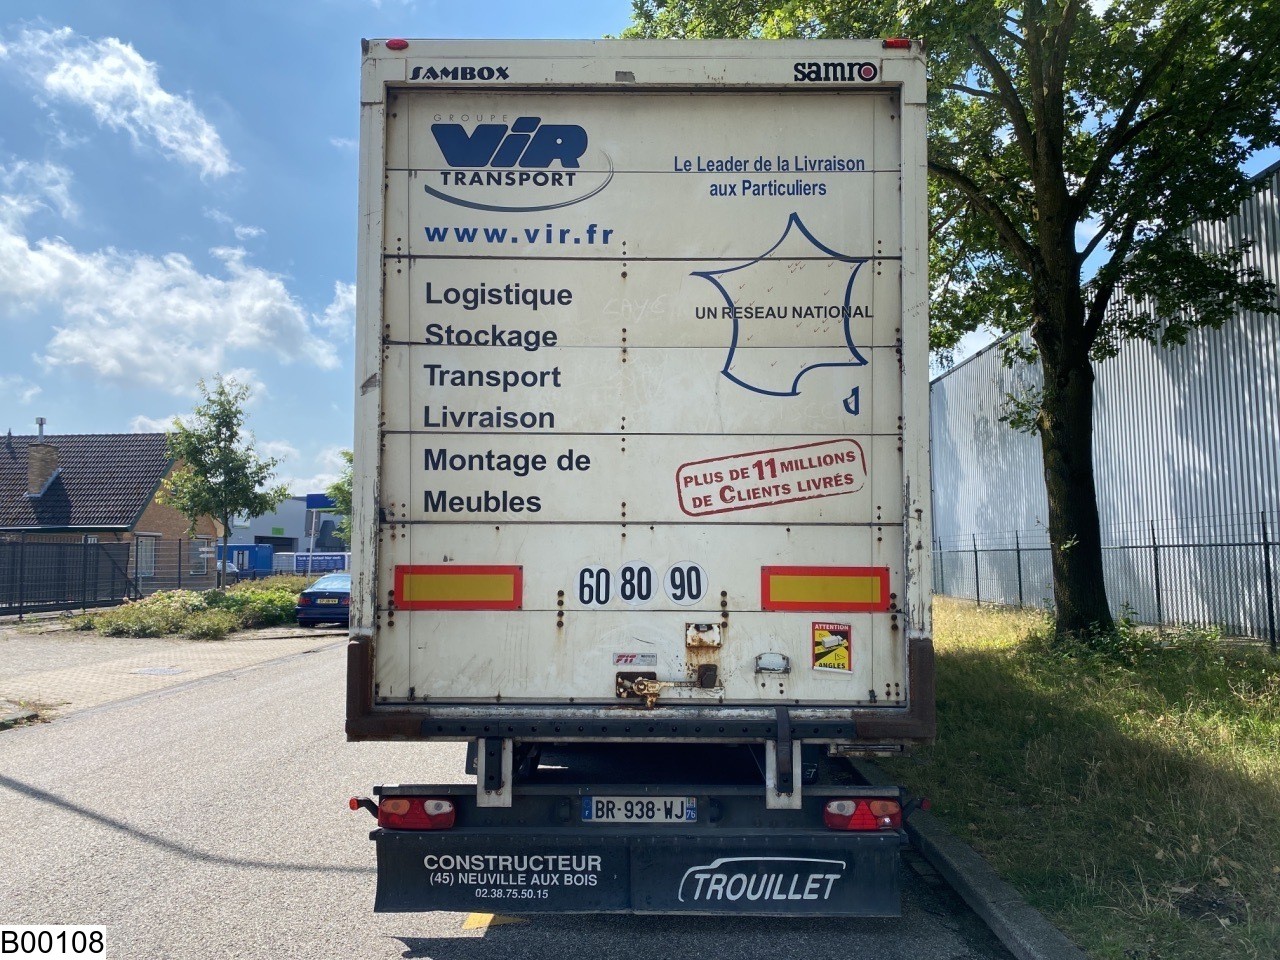 SAMBOX
samro
GROUPE
ViR
TRANSPORT
www.vir.fr
Le Leader de la Livraison
aux Particuliers
UN RESEAU NATIONAL
Logistique
Stockage
Transport
Livraison
Montage de
Meubles
PLUS DE 11 MILLIONS
DE CLIENTS LIVRÉS
60 80 90
FIT
ATTENTION
ANGLES
F BR-938-WJ 76
CONSTRUCTEUR
(45) NEUVILLE AUX BOIS
02.38.75.50.15
TROUILLET
B00108